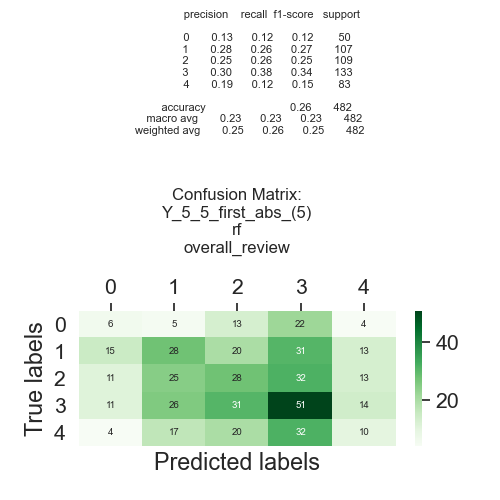 precision recall f1-score support
0 0.13 0.12 0.12 50
1 0.28 0.26 0.27 107
2 0.25 0.26 0.25 109
3 0.30 0.38 0.34 133
4 0.19 0.12 0.15 83
accuracy 0.26 482
macro avg 0.23 0.23 0.23 482
weighted avg 0.25 0.26 0.25 482
Confusion Matrix:
Y_5_5_first_abs_(5)
rf
overall_review
0 1 2 3 4
0 6 5 13 22 4
1 15 28 20 31 13
2 11 25 28 32 13
3 11 26 31 51 14
4 4 17 20 32 10
True labels
Predicted labels
40
20